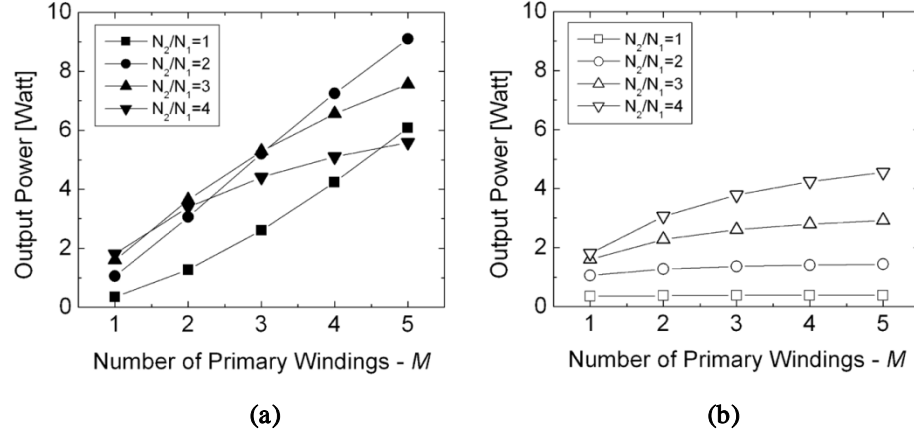 10
8
6
4
2
0
Output Power [Watt]
N₂/N₁=1
N₂/N₁=2
N₂/N₁=3
N₂/N₁=4
1 2 3 4 5
Number of Primary Windings - M
(a)
10
8
6
4
2
0
Output Power [Watt]
N₂/N₁=1
N₂/N₁=2
N₂/N₁=3
N₂/N₁=4
1 2 3 4 5
Number of Primary Windings - M
(b)